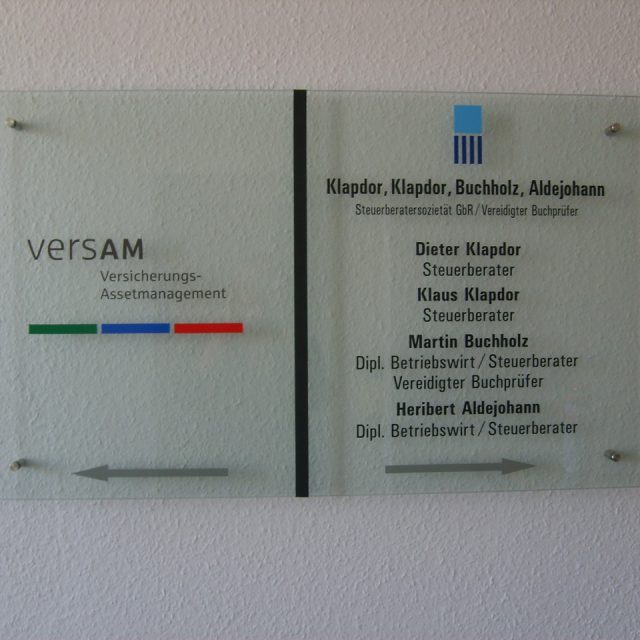 versAM
Versicherungs-
Assetmanagement
Klapdor, Klapdor, Buchholz, Aldejohann
Steuerberatersozietät GbR/Vereidigter Buchprüfer
Dieter Klapdor
Steuerberater
Klaus Klapdor
Steuerberater
Martin Buchholz
Dipl. Betriebswirt/Steuerberater
Vereidigter Buchprüfer
Heribert Aldejohann
Dipl. Betriebswirt/Steuerberater